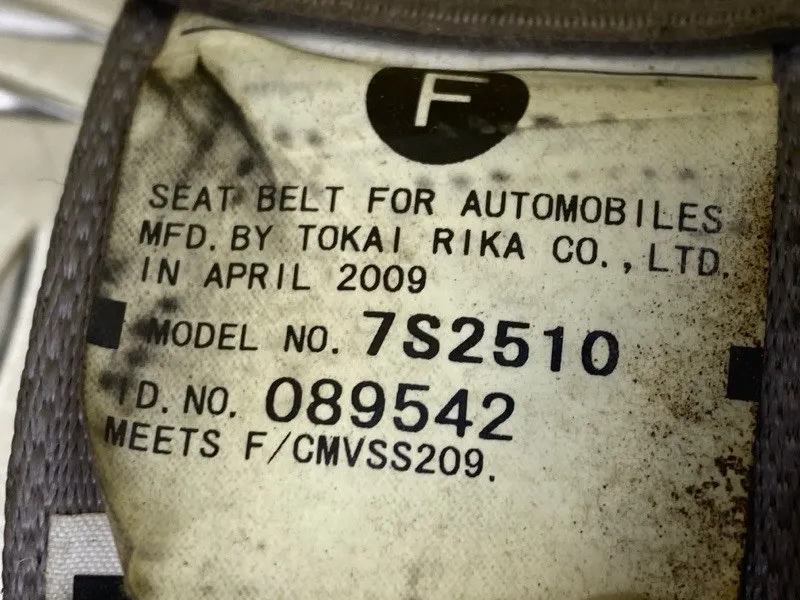 F
SEAT BELT FOR AUTOMOBILES
MFD. BY TOKAI RIKA CO., LTD.
IN APRIL 2009
MODEL NO. 7S2510
ID. NO. 089542
MEETS F/CMVSS209.